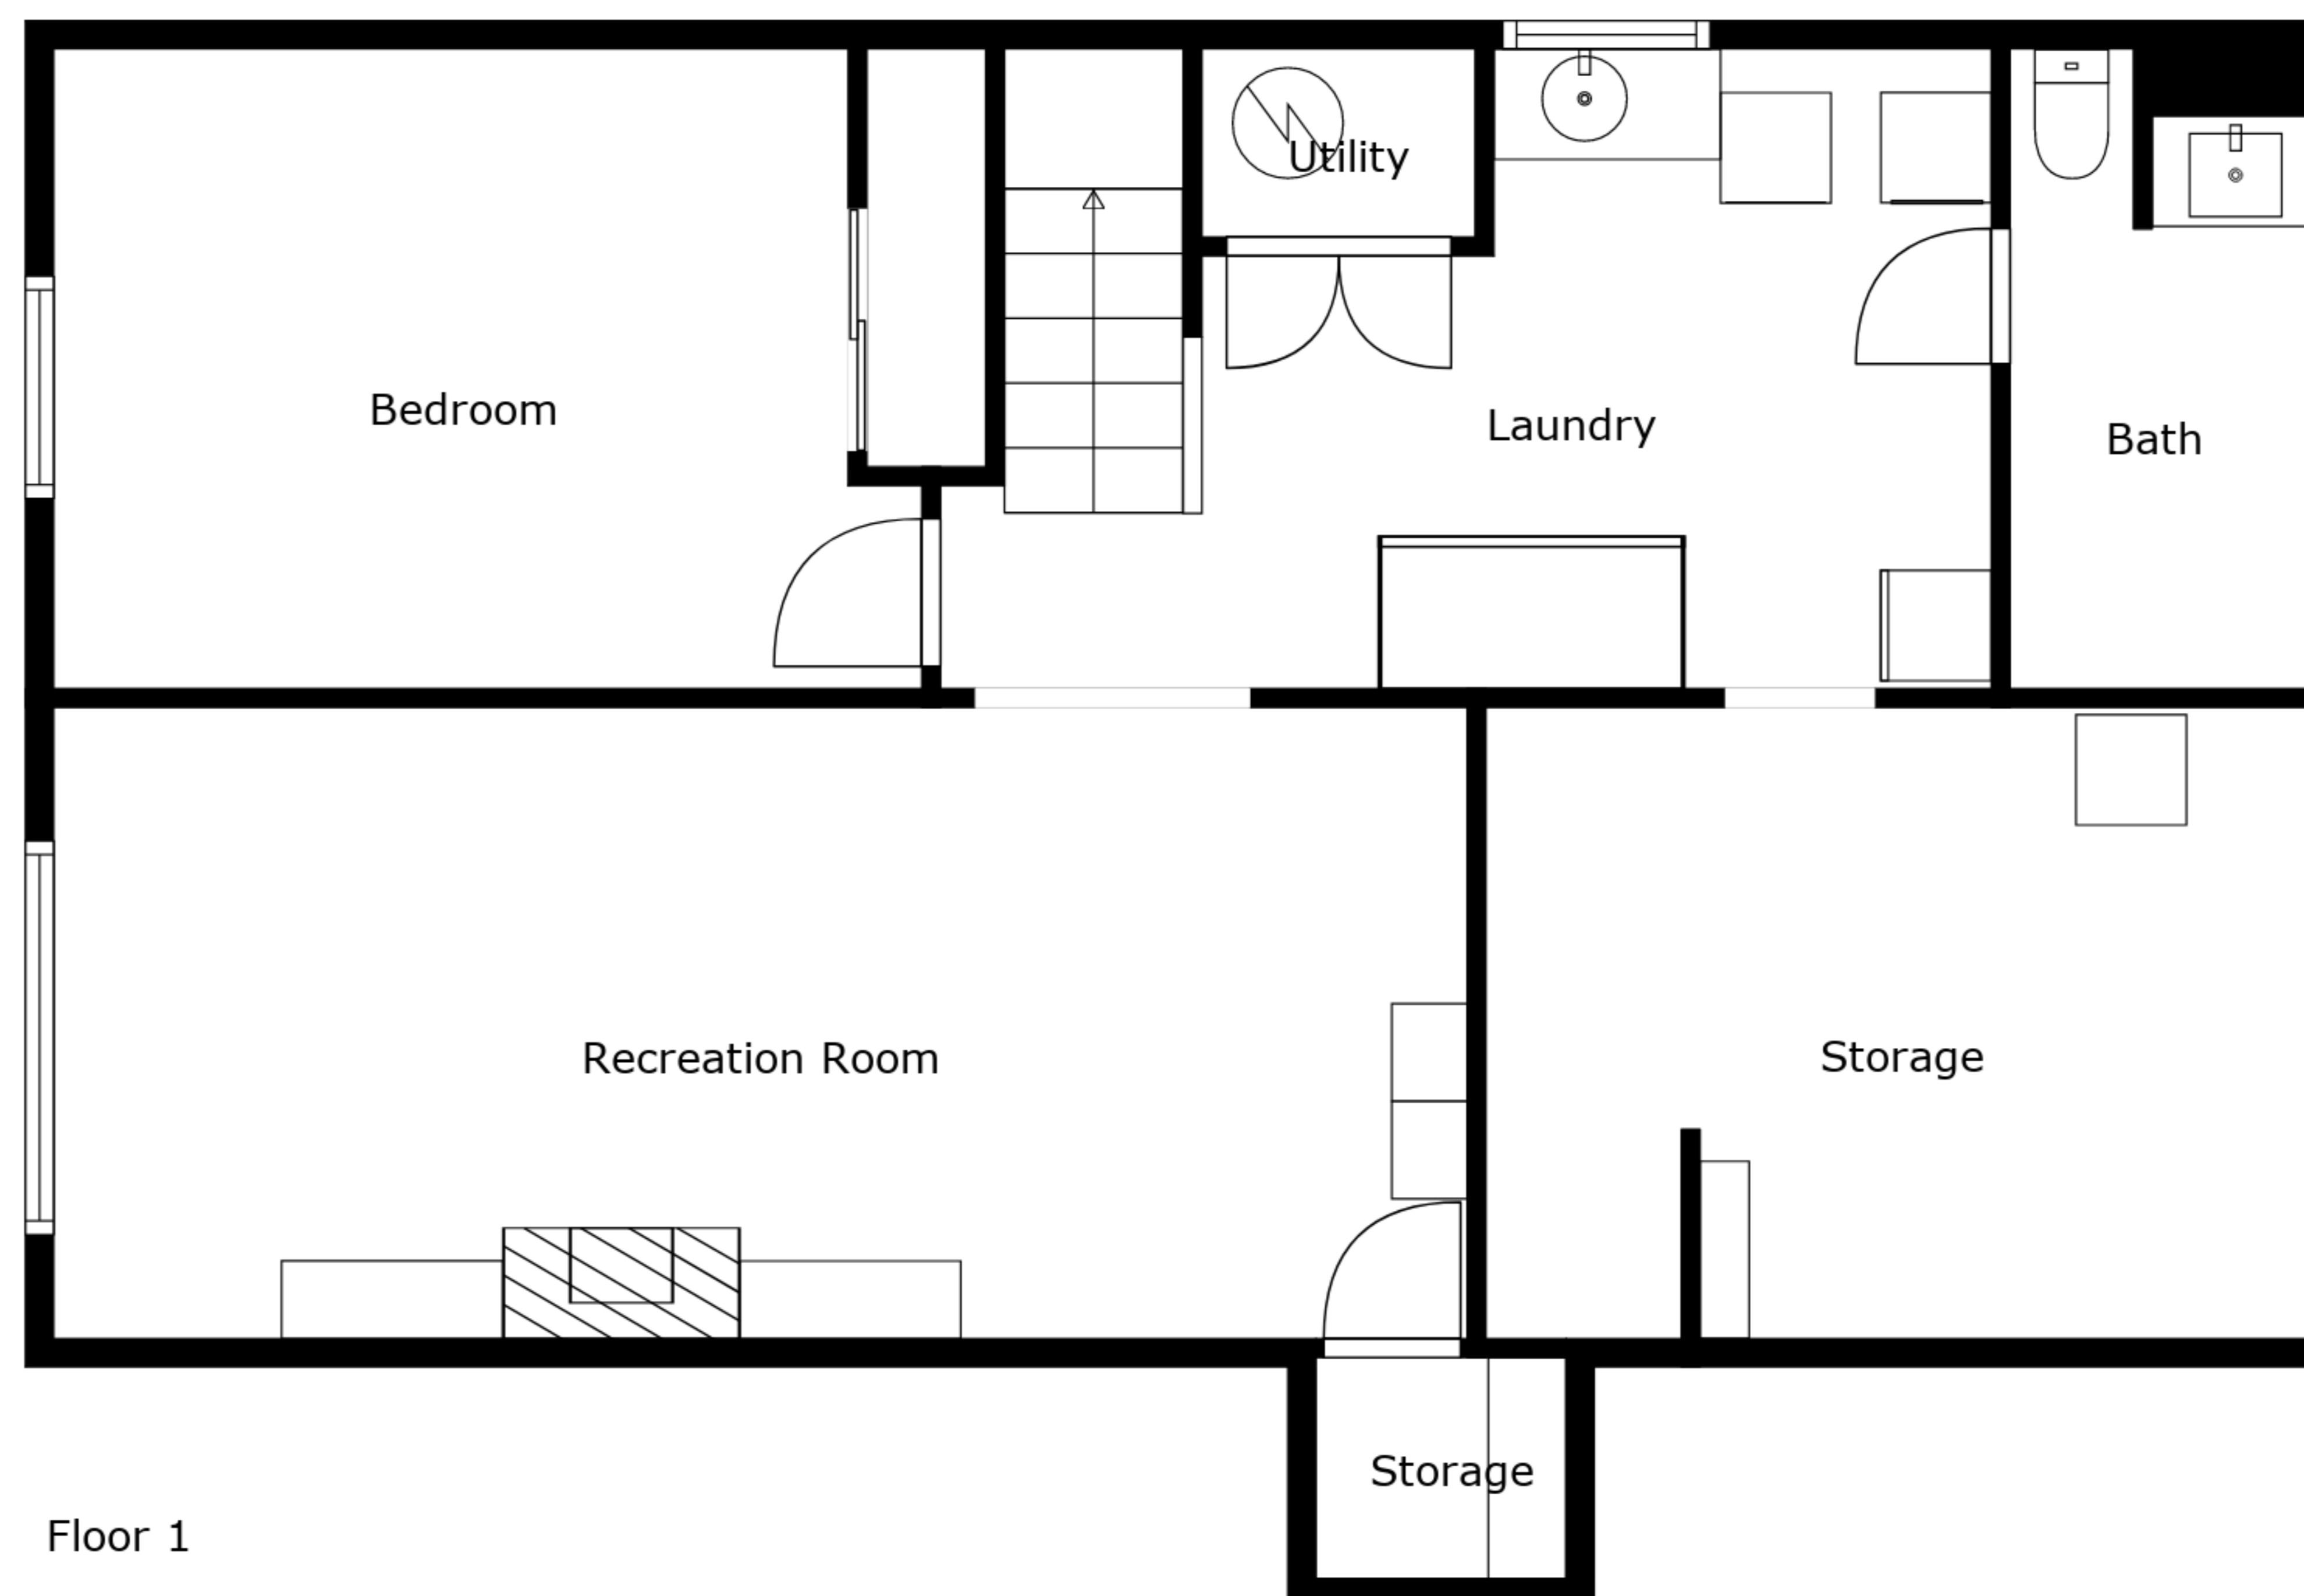 Utility
Bedroom
Laundry
Bath
Recreation Room
Storage
Storage
Floor 1